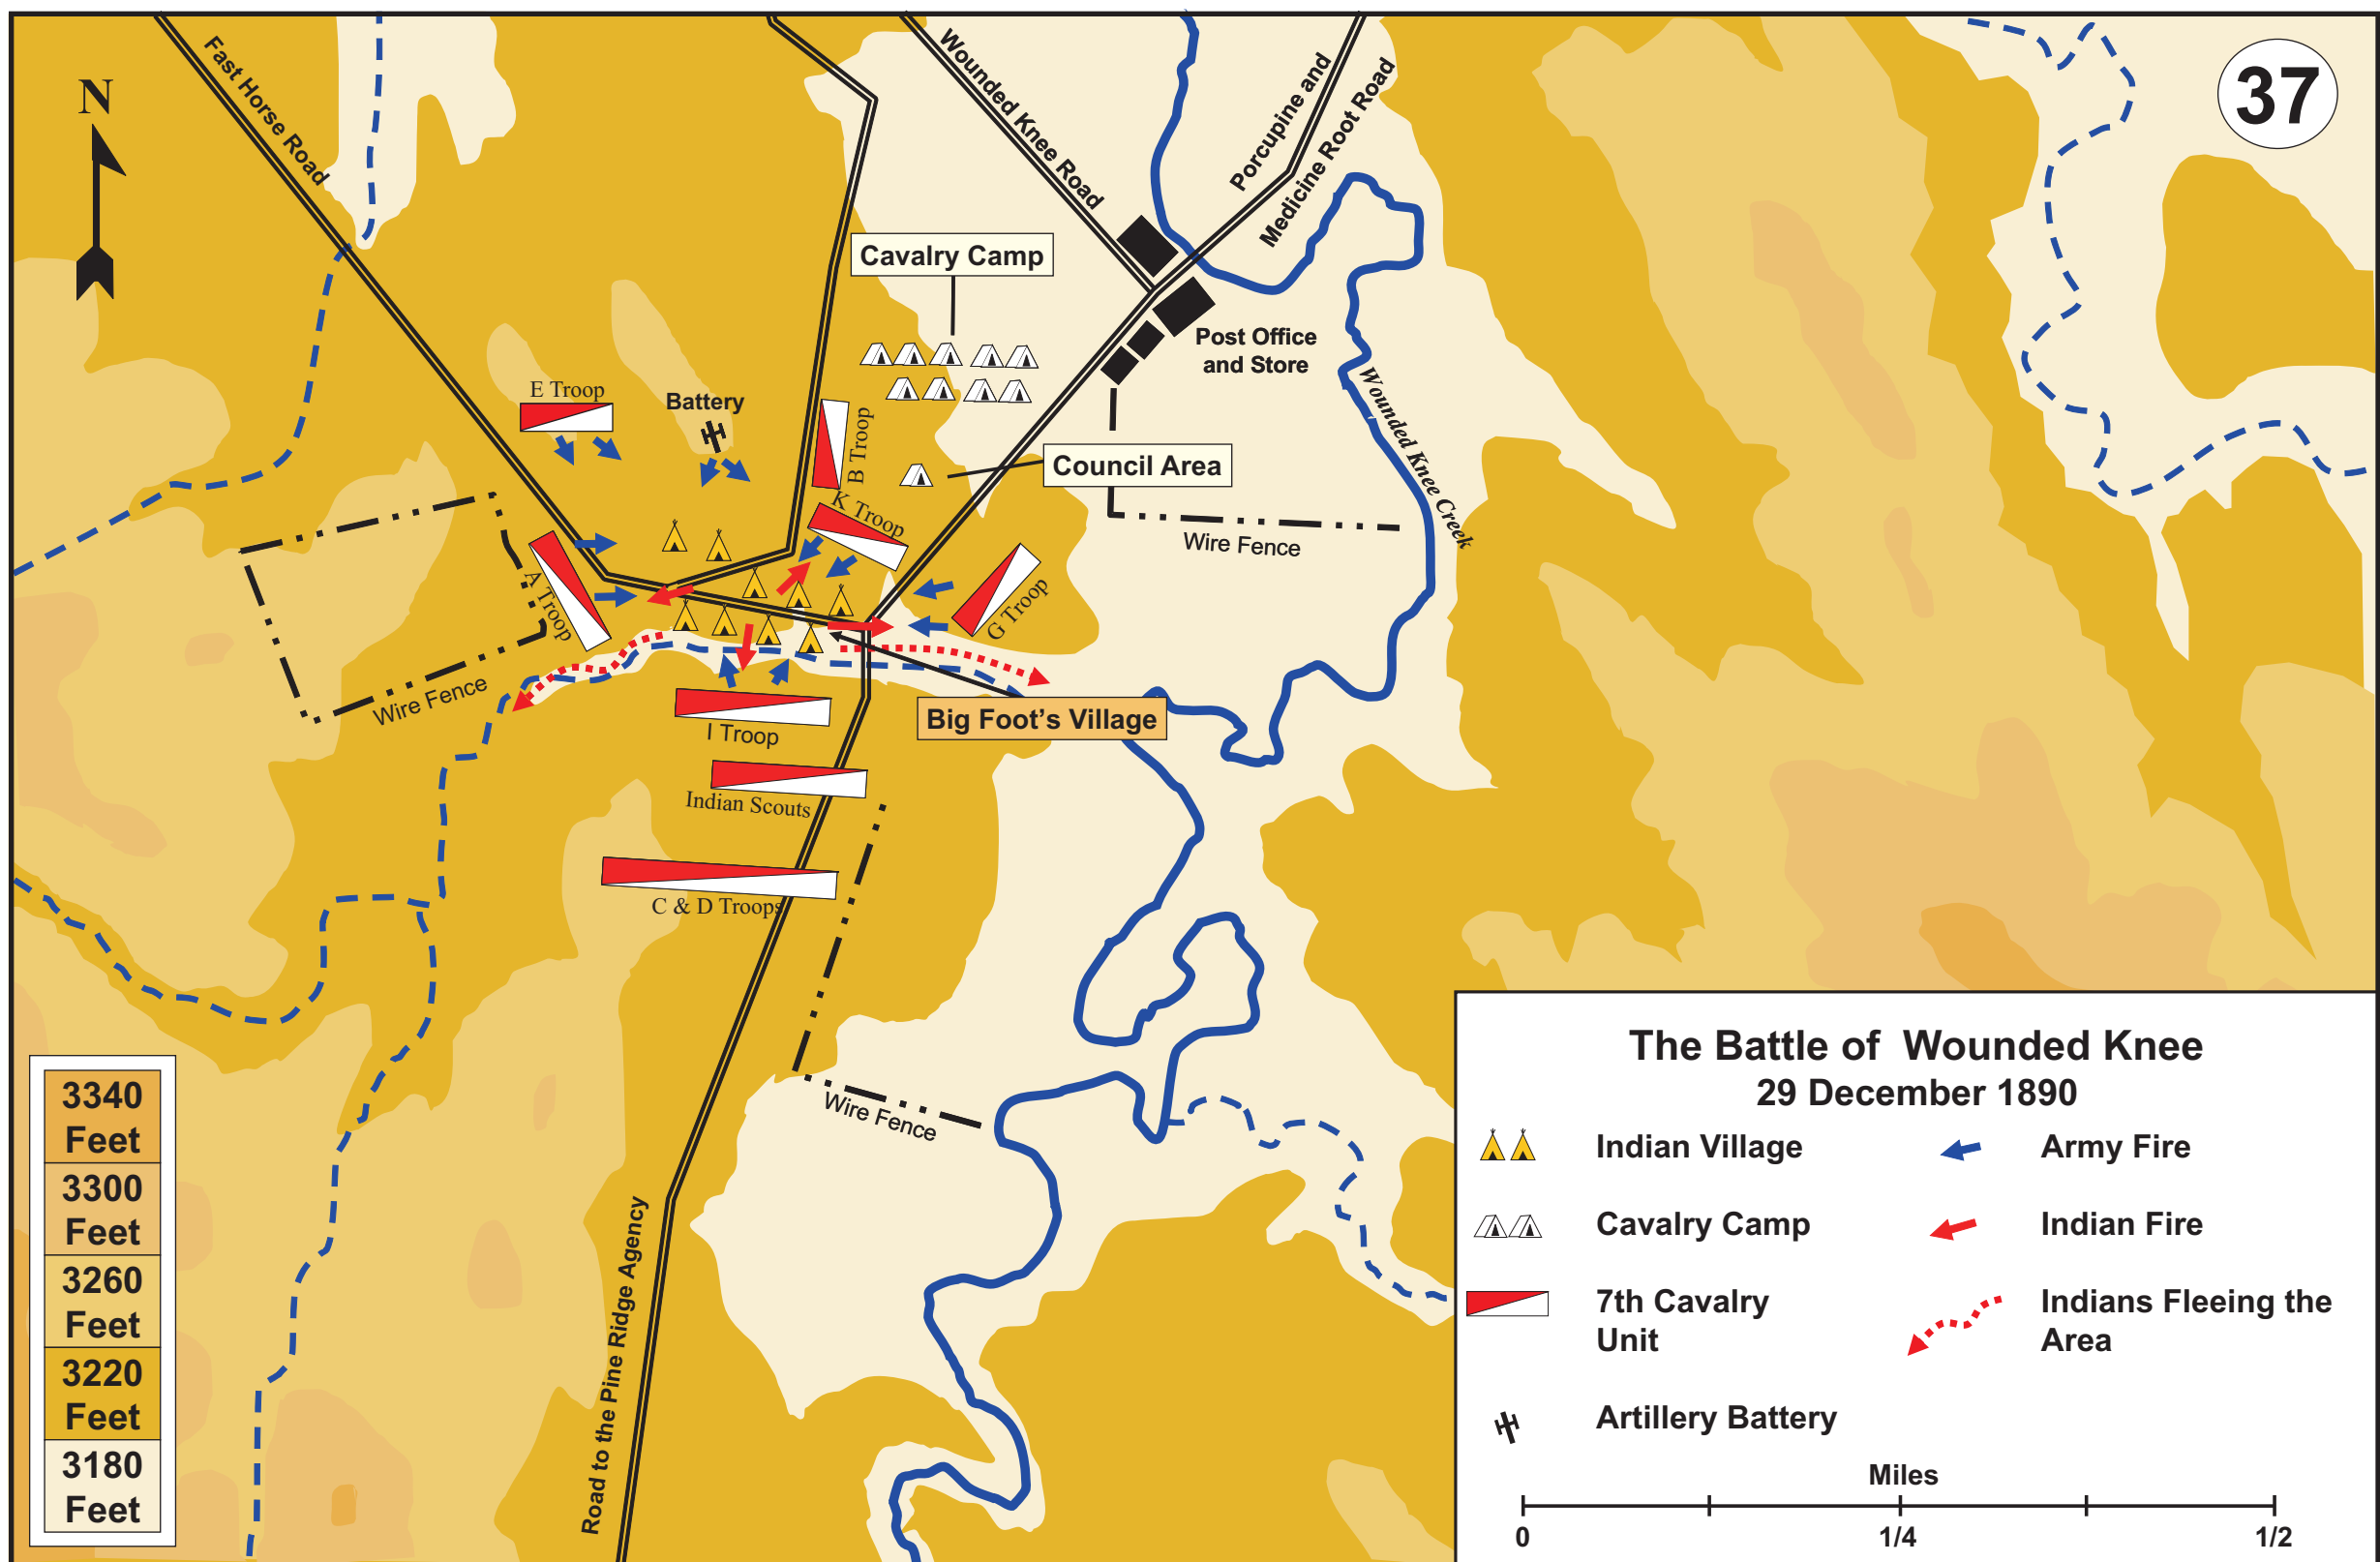 37
N
Fast Horse Road
Wounded Knee Road
Porcupine and
Medicine Root Road
Cavalry Camp
Post Office
and Store
E Troop
Battery
B Troop
Council Area
K Troop
Wounded Knee Creek
Wire Fence
A Troop
G Troop
Wire Fence
Big Foot’s Village
I Troop
Indian Scouts
C & D Troops
Wire Fence
Road to the Pine Ridge Agency
3340
Feet
3300
Feet
3260
Feet
3220
Feet
3180
Feet
The Battle of Wounded Knee
29 December 1890
Indian Village
Army Fire
Cavalry Camp
Indian Fire
7th Cavalry
Unit
Indians Fleeing the
Area
Artillery Battery
Miles
0 1/4 1/2